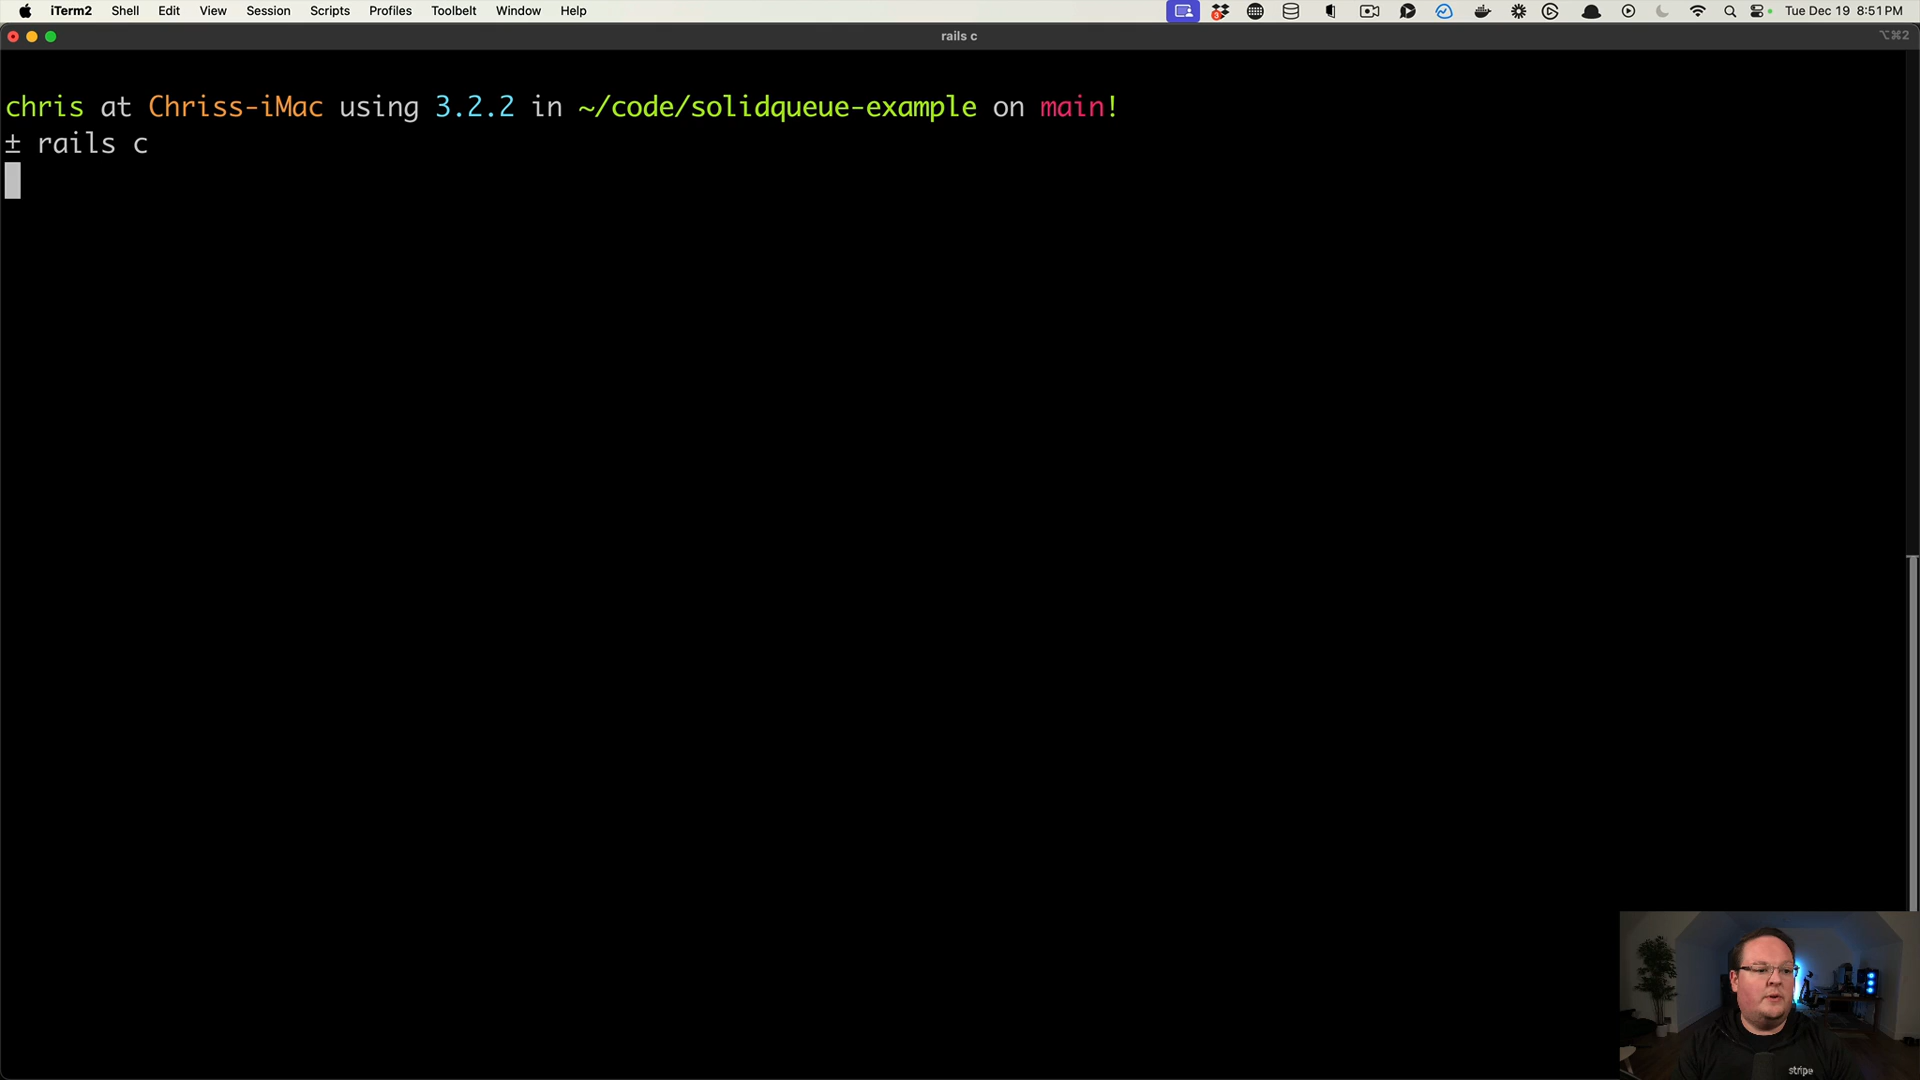 iTerm2 Shell Edit View Session Scripts Profiles Toolbelt Window Help Tue Dec 19 8:51 PM
rails c ⌥⌘2
chris at Chriss-iMac using 3.2.2 in ~/code/solidqueue-example on main!
± rails c
stripe